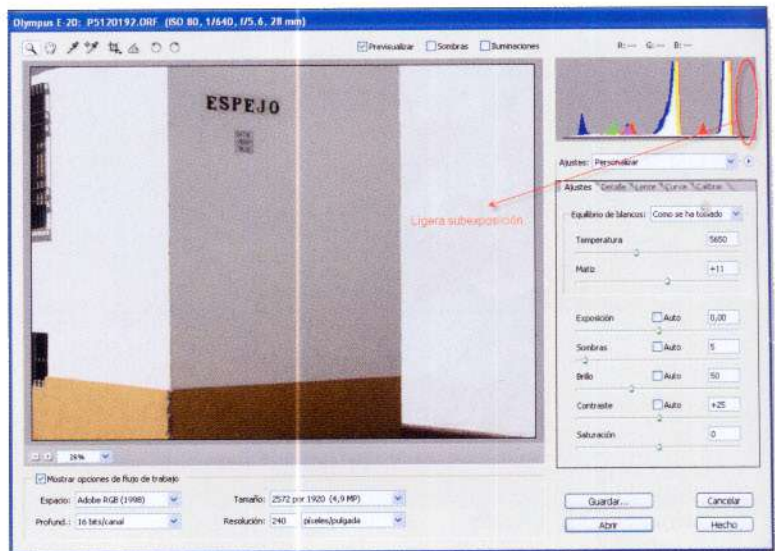 Olympus E-20: P5120192.ORF (ISO 80, 1/640, f/5.6, 28 mm)
Previsualizar Sombras Iluminaciones
R: --- G: --- B: ---
ESPEJO
Ligera subexposición
Ajustes: Personalizar
Ajustes Detalle Lente Curva Calibrar
Equilibrio de blancos: Como se ha tomado
Temperatura 5650
Matiz +11
Exposición Auto 0,00
Sombras Auto 5
Brillo Auto 50
Contraste Auto +25
Saturación 0
Mostrar opciones de flujo de trabajo
Espacio: Adobe RGB (1998) Tamaño: 2572 por 1920 (4,9 MP)
Profund.: 16 bits/canal Resolución: 240 píxeles/pulgada
Guardar... Cancelar
Abrir Hecho